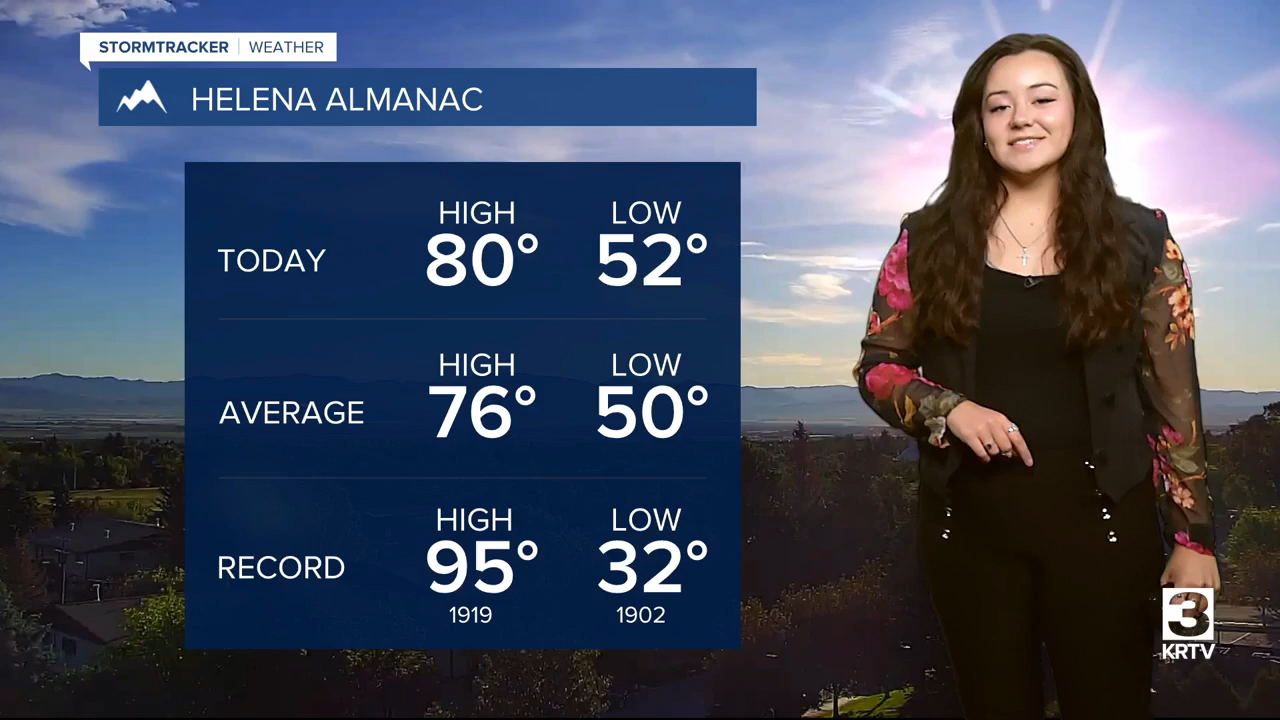 STORMTRACKER | WEATHER
HELENA ALMANAC
HIGH LOW
TODAY 80° 52°
HIGH LOW
AVERAGE 76° 50°
HIGH LOW
RECORD 95° 32°
1919 1902
3
KRTV